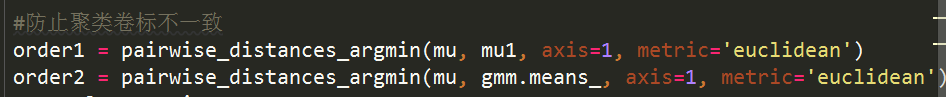 #防止聚类卷标不一致
order1 = pairwise_distances_argmin(mu, mu1, axis=1, metric='euclidean')
order2 = pairwise_distances_argmin(mu, gmm.means_, axis=1, metric='euclidean')